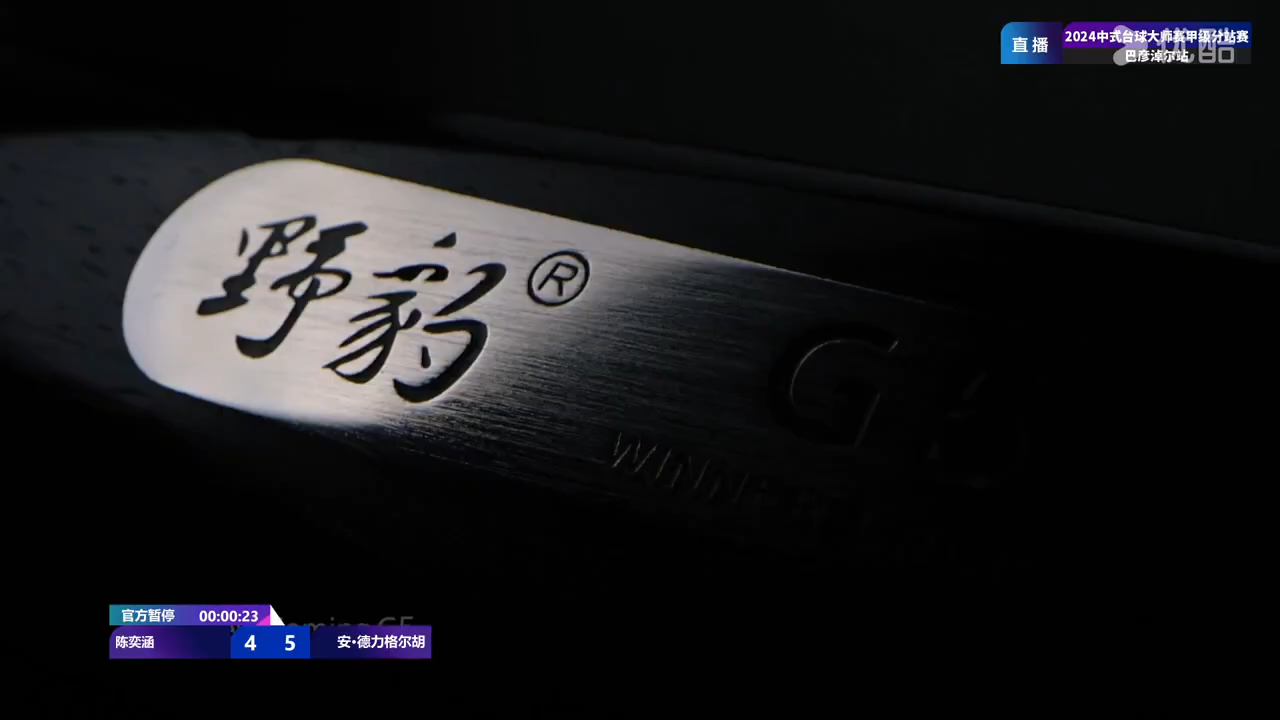 直播
2024中式台球大师赛甲级分站赛
巴彦淖尔站
优酷
野豹®
G
官方暂停 00:00:23
陈奕涵 4 5 安·德力格尔胡